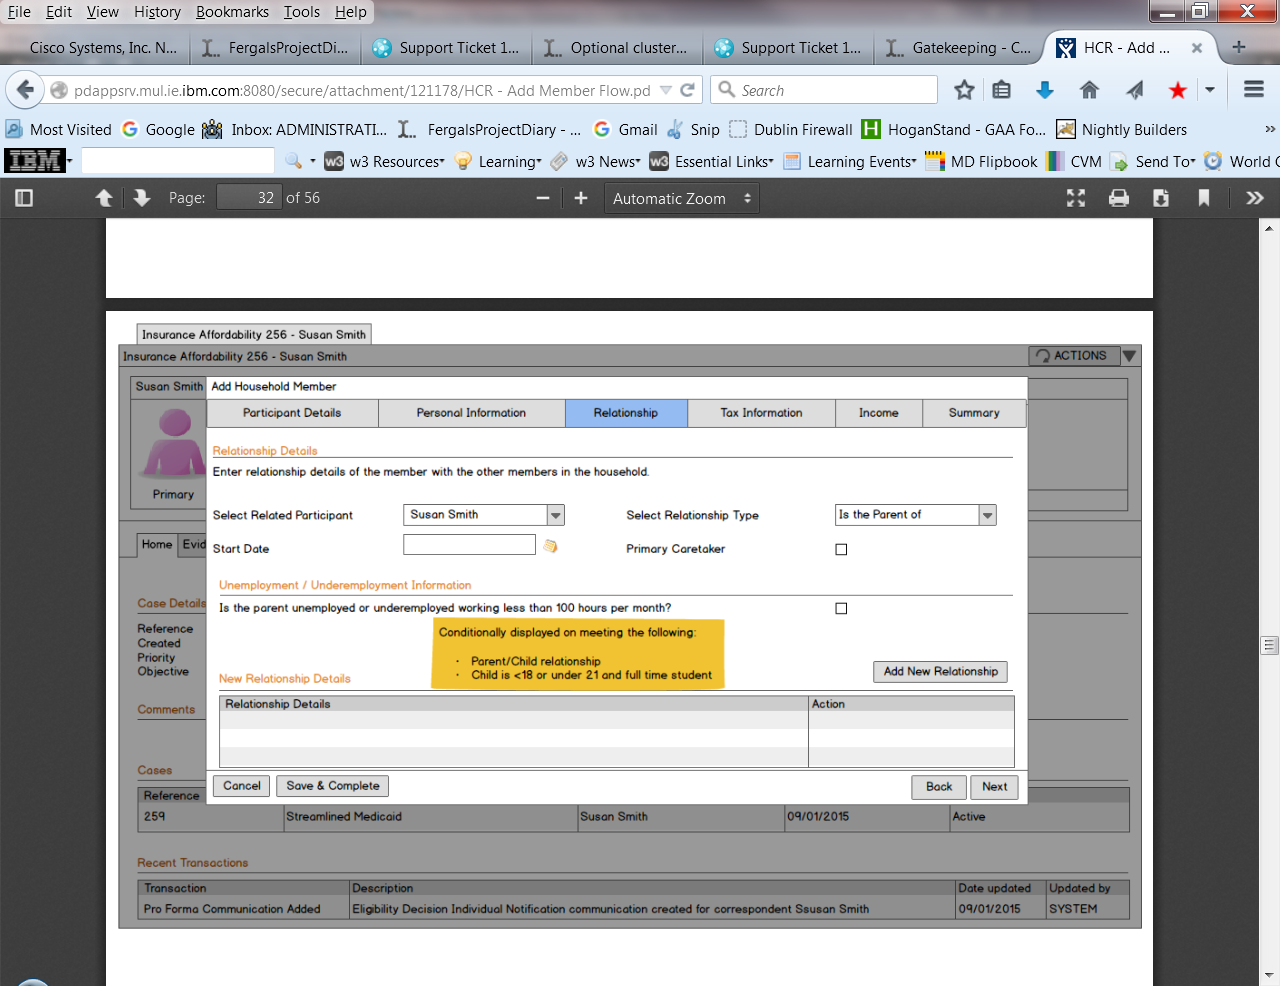 File Edit View History Bookmarks Tools Help
Cisco Systems, Inc. N... FergalsProjectDi... Support Ticket 1... Optional cluster... Support Ticket 1... Gatekeeping - C... HCR - Add ...
pdappsrv.mul.ie.ibm.com:8080/secure/attachment/121178/HCR - Add Member Flow.pd Search
Most Visited Google Inbox: ADMINISTRATI... FergalsProjectDiary - ... Gmail Snip Dublin Firewall HoganStand - GAA Fo... Nightly Builders
IBM w3 Resources w3 Learning w3 News w3 Essential Links Learning Events MD Flipbook CVM Send To World C
Page: 32 of 56 Automatic Zoom
Insurance Affordability 256 - Susan Smith
Insurance Affordability 256 - Susan Smith ACTIONS
Susan Smith Add Household Member
Participant Details Personal Information Relationship Tax Information Income Summary
Relationship Details
Enter relationship details of the member with the other members in the household.
Primary
Select Related Participant Susan Smith Select Relationship Type Is the Parent of
Home Evid Start Date Primary Caretaker
Unemployment / Underemployment Information
Case Details Is the parent unemployed or underemployed working less than 100 hours per month?
Reference Conditionally displayed on meeting the following:
Created
Priority · Parent/Child relationship
Objective · Child is <18 or under 21 and full time student Add New Relationship
New Relationship Details
Comments Relationship Details Action
Cases
Cancel Save & Complete Back Next
Reference
259 Streamlined Medicaid Susan Smith 09/01/2015 Active
Recent Transactions
Transaction Description Date updated Updated by
Pro Forma Communication Added Eligibility Decision Individual Notification communication created for correspondent Ssusan Smith 09/01/2015 SYSTEM